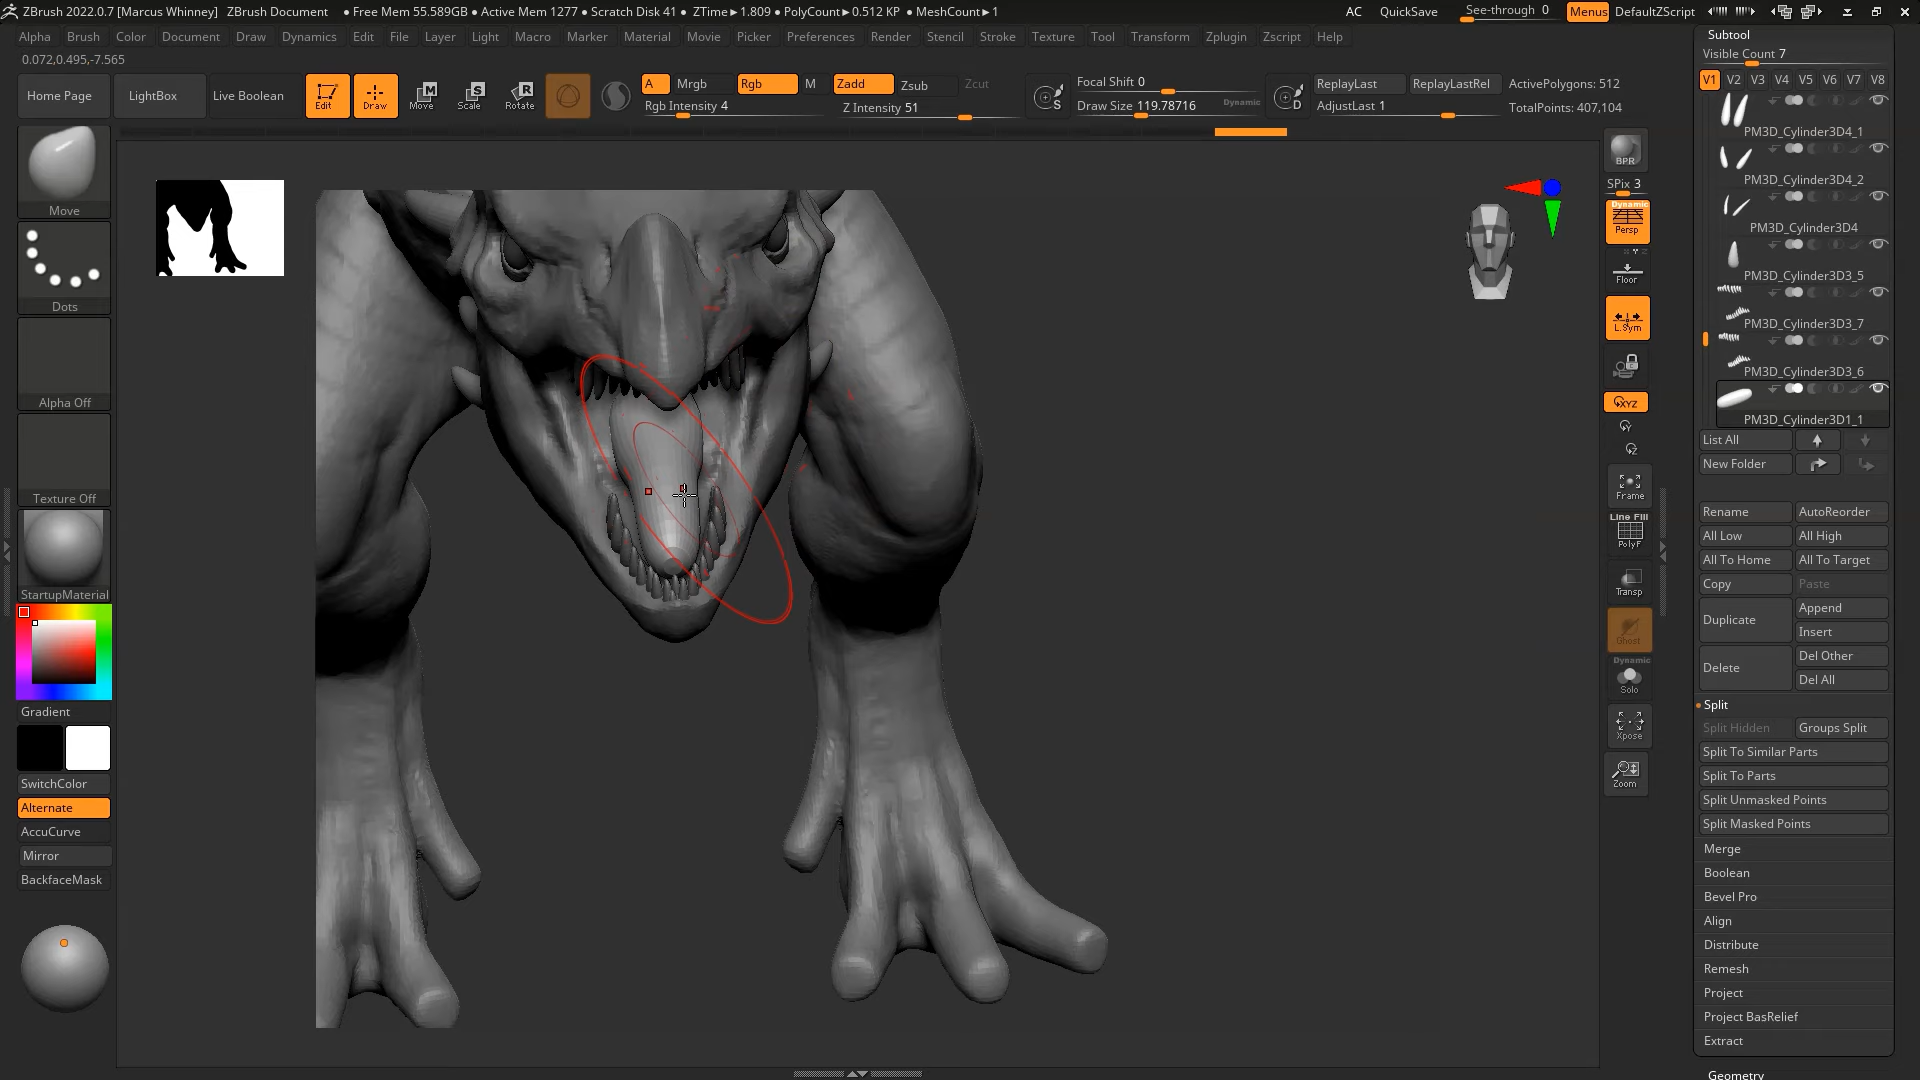 ZBrush 2022.0.7 [Marcus Whinney] ZBrush Document ● Free Mem 55.589GB ● Active Mem 1277 ● Scratch Disk 41 ● ZTime►1.809 ● PolyCount►0.512 KP ● MeshCount►1 AC QuickSave See-through 0 Menus DefaultZScript
Alpha Brush Color Document Draw Dynamics Edit File Layer Light Macro Marker Material Movie Picker Preferences Render Stencil Stroke Texture Tool Transform Zplugin Zscript Help
0.072,0.495,-7.565
Home Page LightBox Live Boolean Edit Draw Move Scale Rotate
A Mrgb Rgb M Zadd Zsub Zcut
Rgb Intensity 4 Z Intensity 51
Focal Shift 0
Draw Size 119.78716 Dynamic
ReplayLast ReplayLastRel ActivePolygons: 512
AdjustLast 1 TotalPoints: 407,104
Move
Dots
Alpha Off
Texture Off
StartupMaterial
Gradient
SwitchColor
Alternate
AccuCurve
Mirror
BackfaceMask
BPR
SPix 3
Dynamic
Persp
Floor
L.Sym
XYZ
Frame
Line Fill
PolyF
Transp
Ghost
Dynamic
Solo
Xpose
Zoom
Subtool
Visible Count 7
V1 V2 V3 V4 V5 V6 V7 V8
PM3D_Cylinder3D4_1
PM3D_Cylinder3D4_2
PM3D_Cylinder3D4
PM3D_Cylinder3D3_5
PM3D_Cylinder3D3_7
PM3D_Cylinder3D3_6
PM3D_Cylinder3D1_1
List All
New Folder
Rename AutoReorder
All Low All High
All To Home All To Target
Copy Paste
Duplicate Append
Insert
Delete Del Other
Del All
Split
Split Hidden Groups Split
Split To Similar Parts
Split To Parts
Split Unmasked Points
Split Masked Points
Merge
Boolean
Bevel Pro
Align
Distribute
Remesh
Project
Project BasRelief
Extract
Geometry